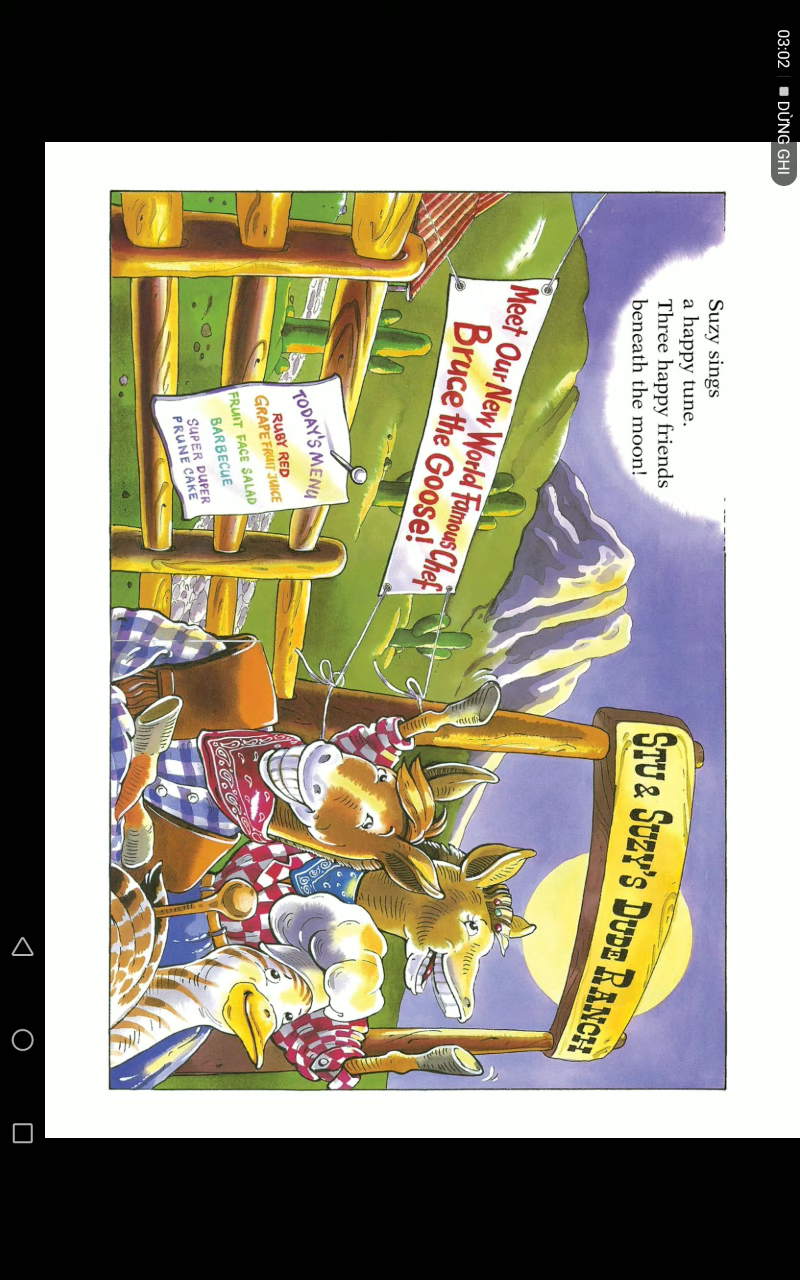 03:02
DỪNG GHI
Suzy sings
a happy tune.
Three happy friends
beneath the moon!
STU & SUZY'S DUDE RANCH
Meet Our New World Famous Chef
Bruce the Goose!
TODAY'S MENU
RUBY RED
GRAPEFRUIT JUICE
FRUIT FACE SALAD
BARBECUE
SUPER DUPER
PRUNE CAKE